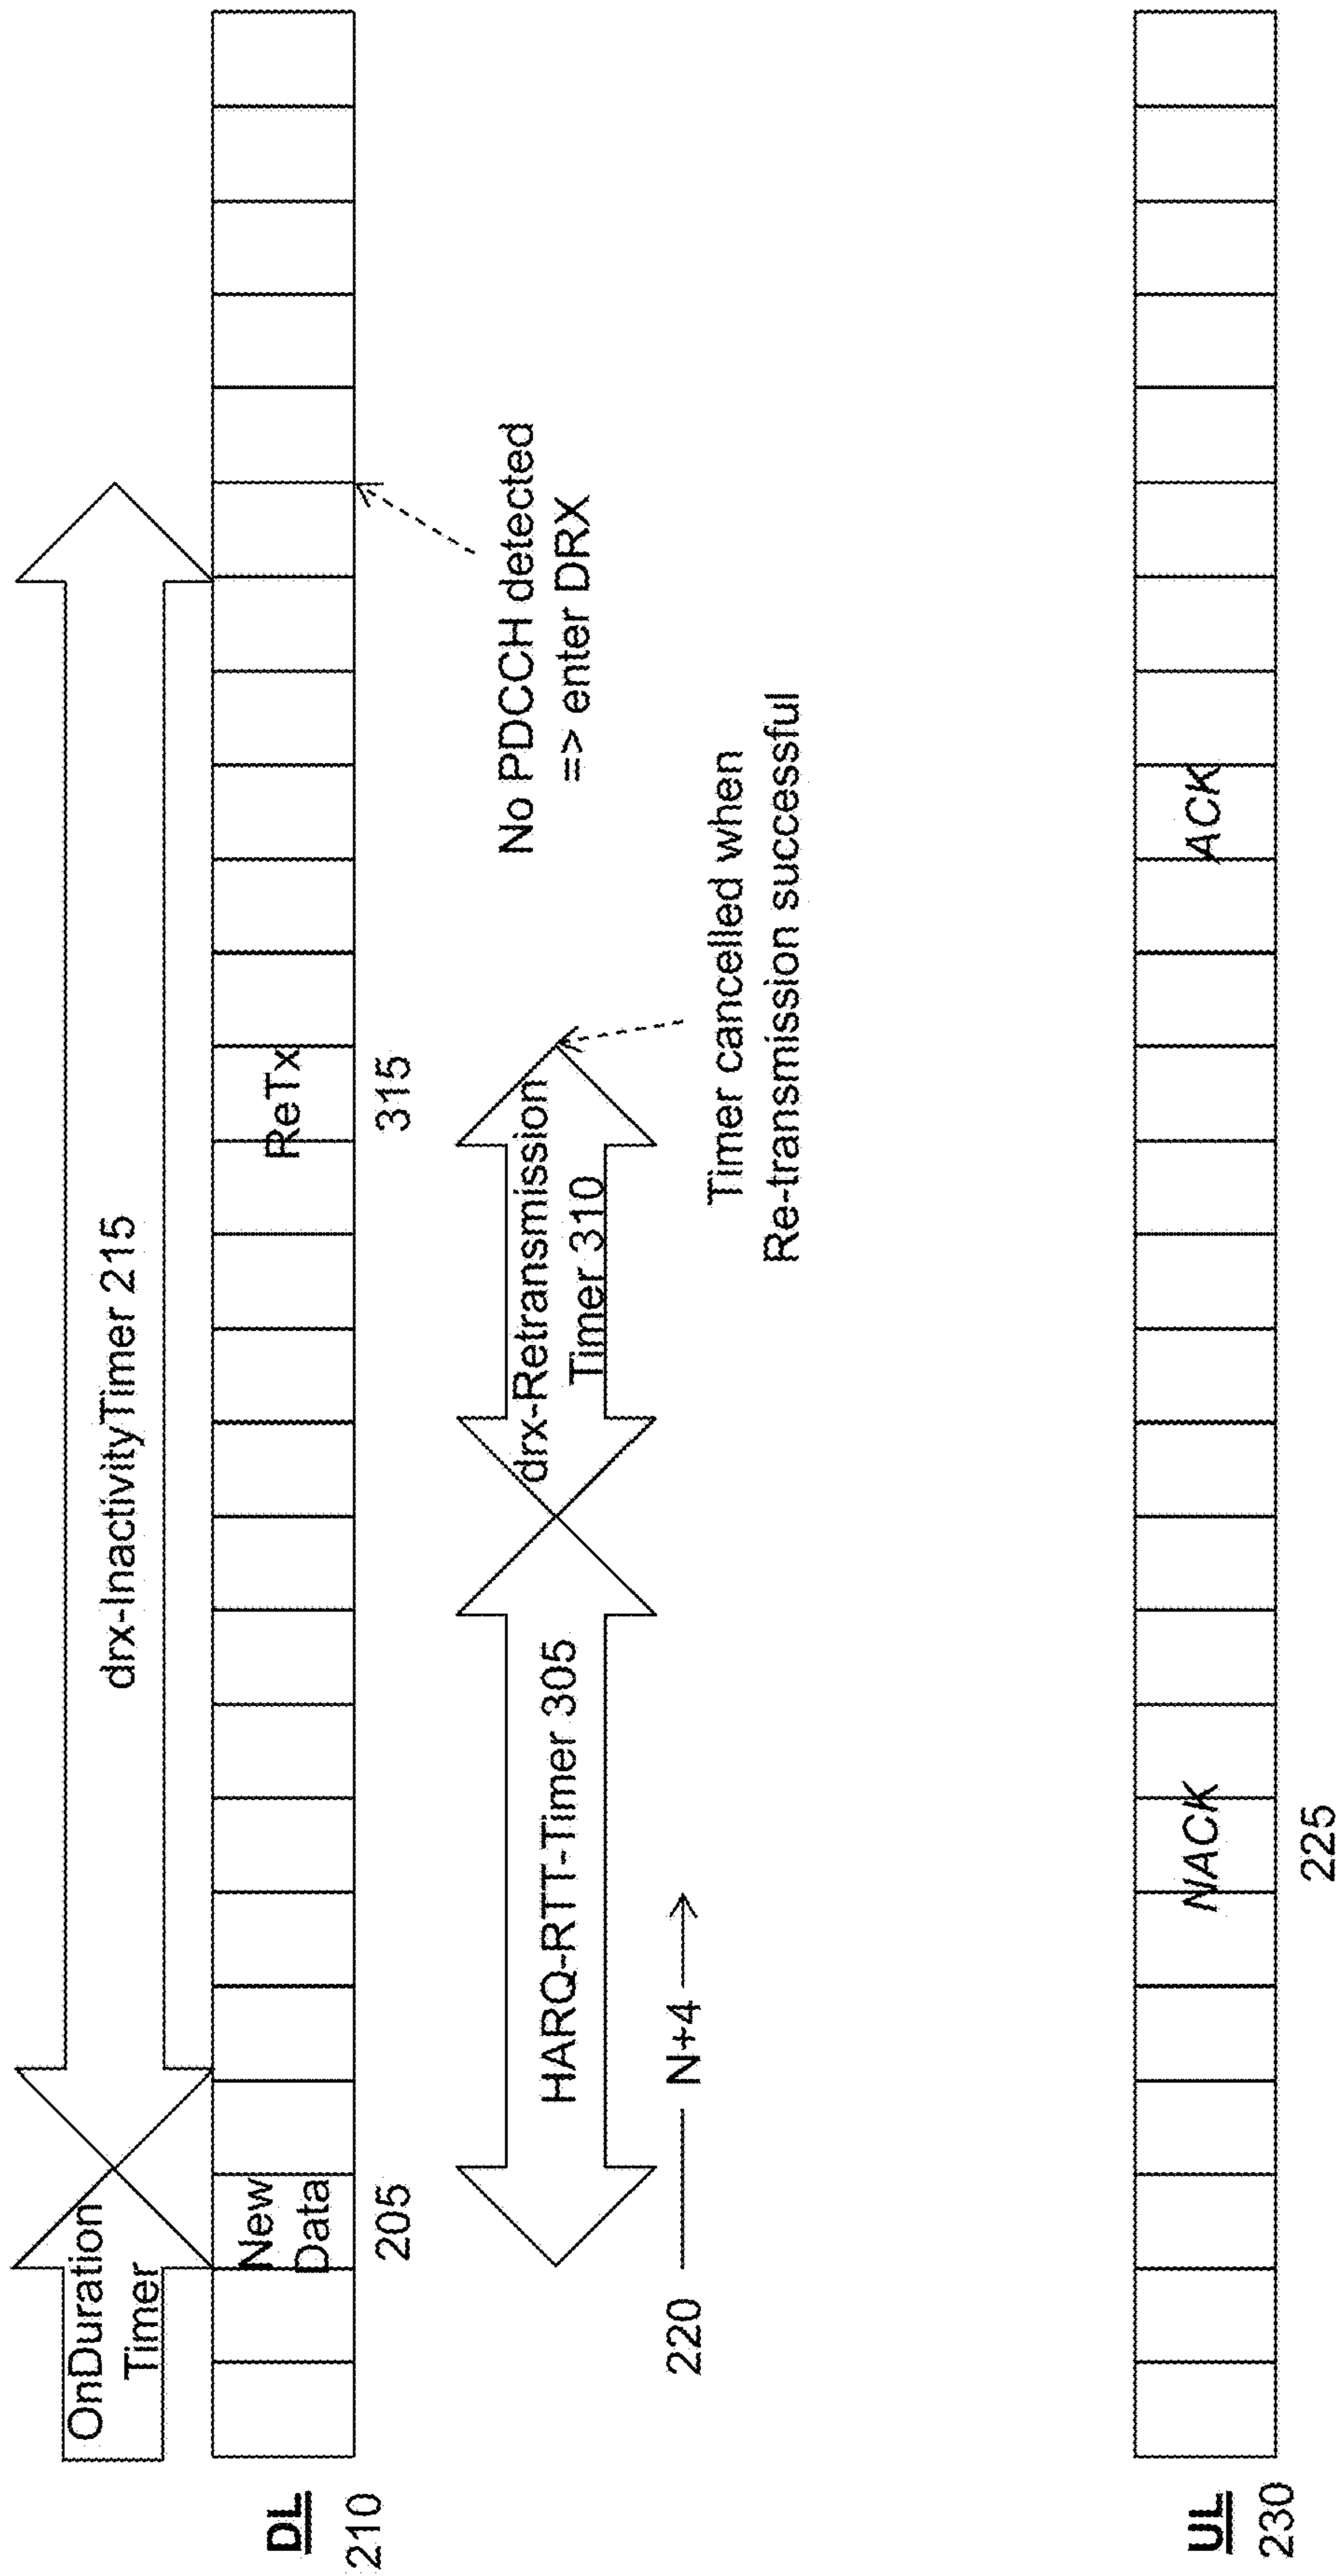 OnDuration
Timer
drx-InactivityTimer 215
DL
210
New
Data
205
ReTx
315
No PDCCH detected
=> enter DRX
HARQ-RTT-Timer 305
drx-Retransmission
Timer 310
220
N+4
Timer cancelled when
Re-transmission successful
UL
230
NACK
225
ACK